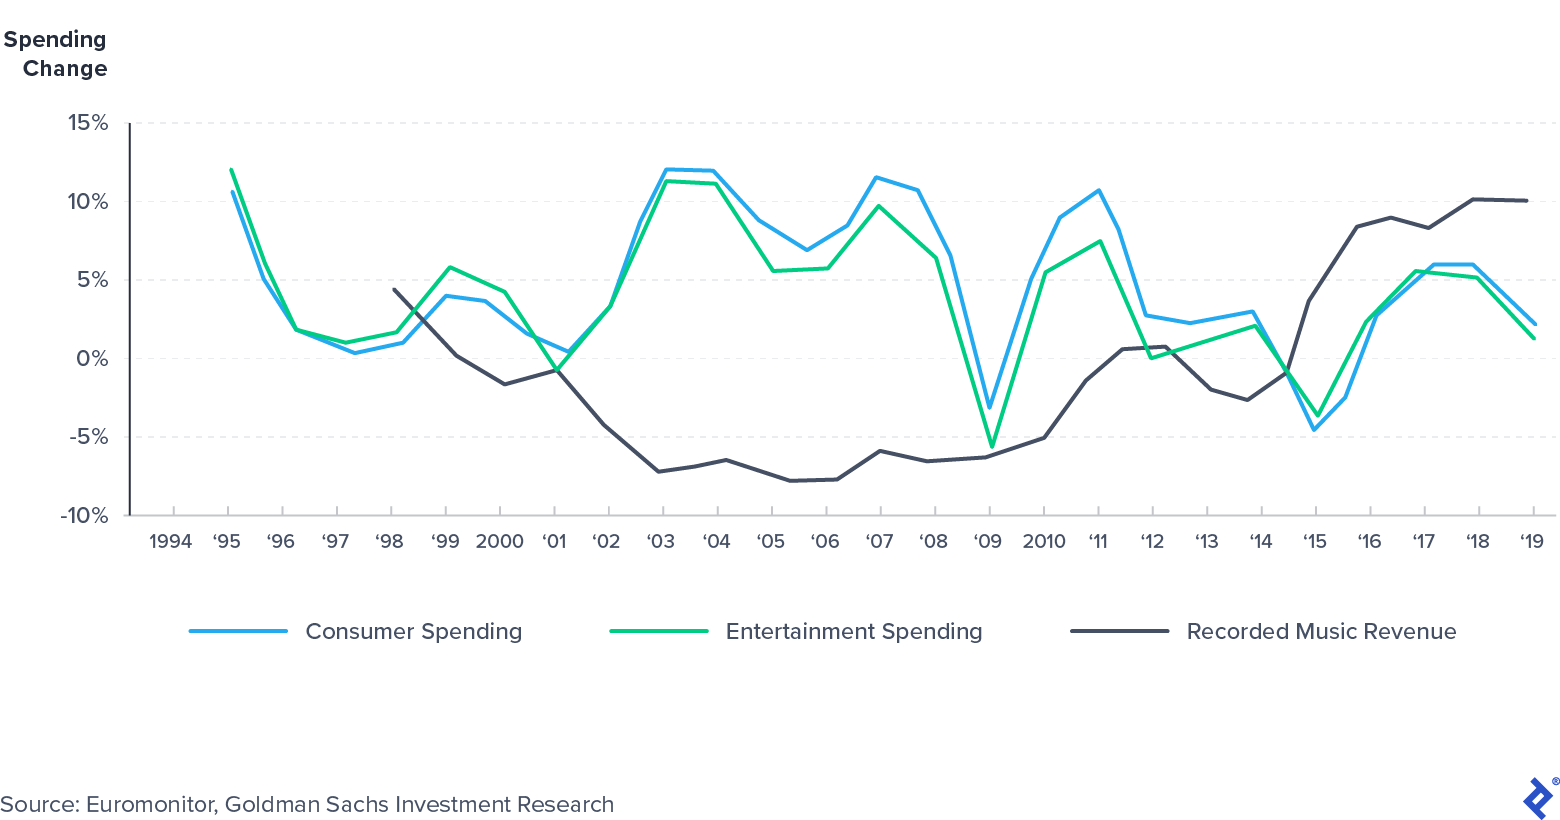 Spending
Change
15%
10%
5%
0%
-5%
-10%
1994 ‘95 ‘96 ‘97 ‘98 ‘99 2000 ‘01 ‘02 ‘03 ‘04 ‘05 ‘06 ‘07 ‘08 ‘09 2010 ‘11 ‘12 ‘13 ‘14 ‘15 ‘16 ‘17 ‘18 ‘19
Consumer Spending Entertainment Spending Recorded Music Revenue
®
Source: Euromonitor, Goldman Sachs Investment Research